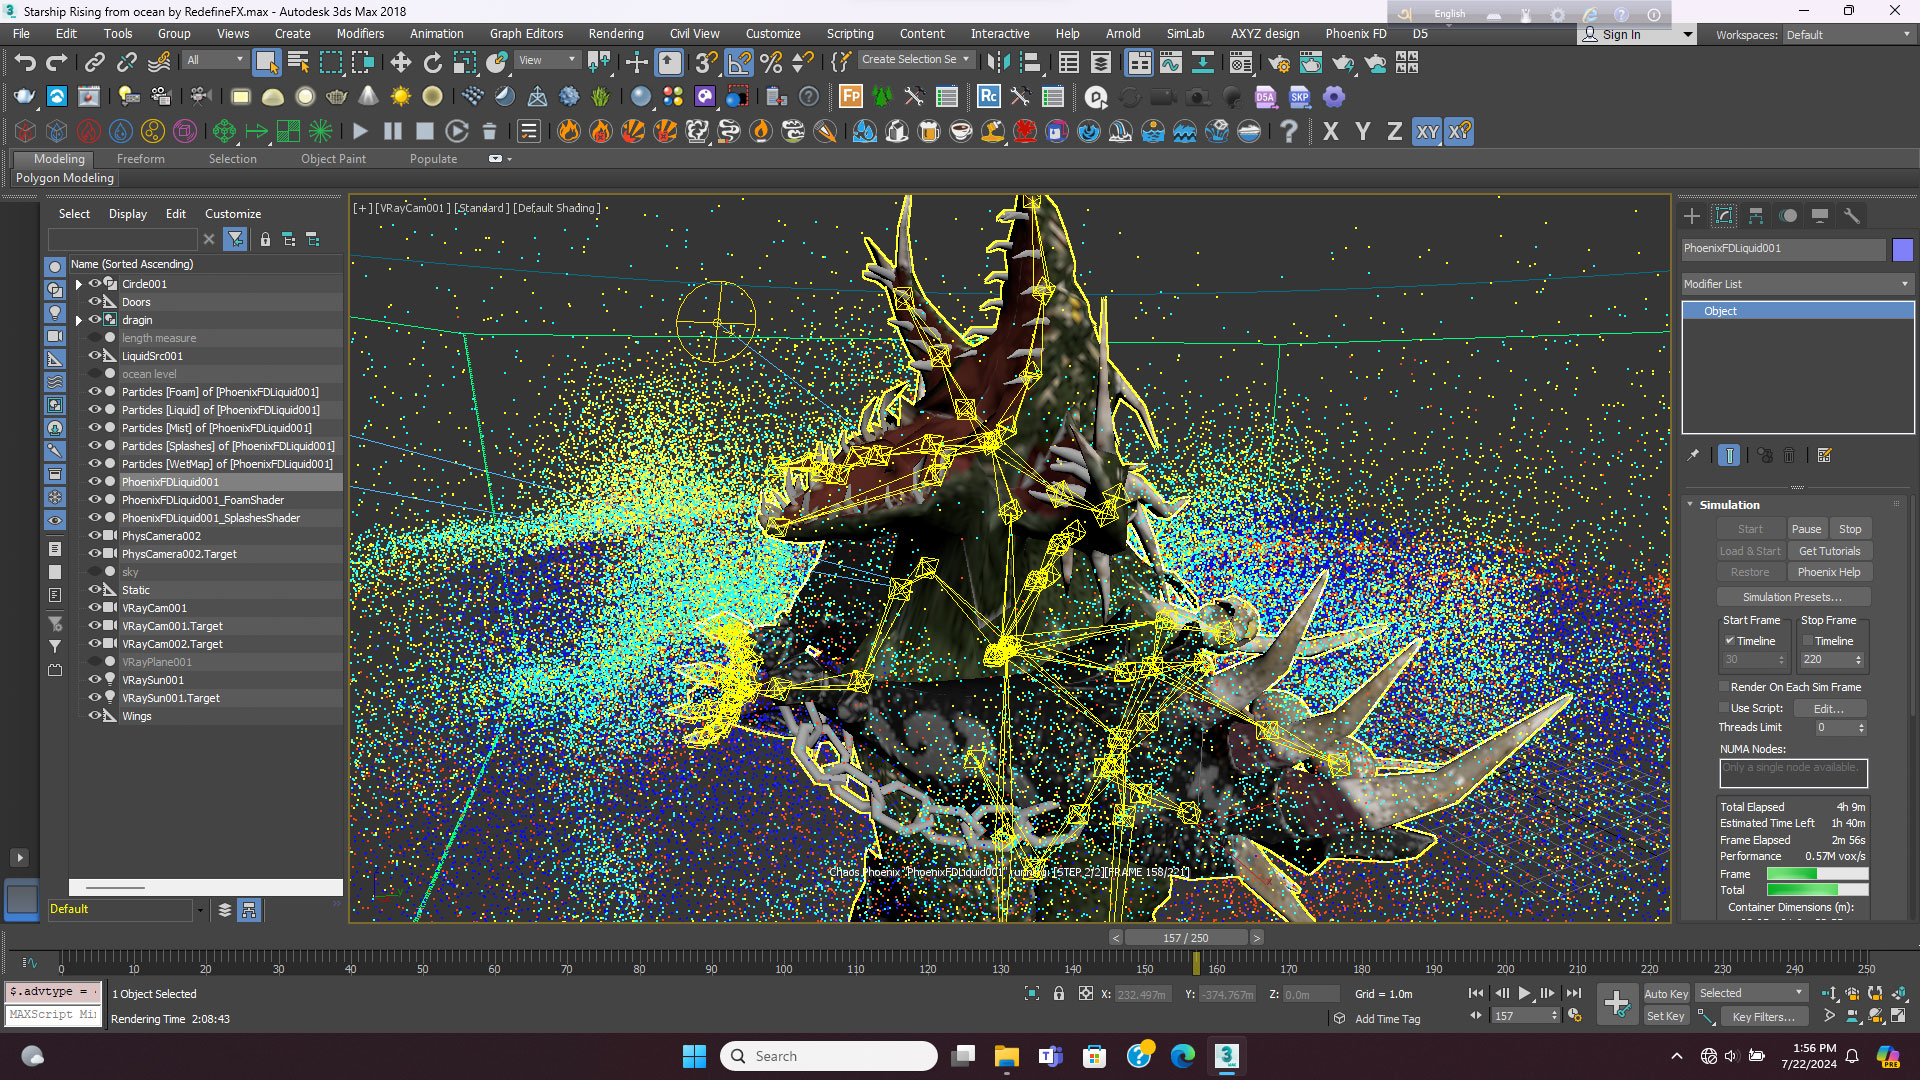 Starship Rising from ocean by RedefineFX.max - Autodesk 3ds Max 2018
English
File Edit Tools Group Views Create Modifiers Animation Graph Editors Rendering Civil View Customize Scripting Content Interactive Help Arnold SimLab AXYZ design Phoenix FD D5
Sign In
Workspaces: Default
All
View
Create Selection Se
Fp
Rc
D5A
SKP
X Y Z XY XY
Modeling Freeform Selection Object Paint Populate
Polygon Modeling
Select Display Edit Customize
Name (Sorted Ascending)
Circle001
Doors
dragin
length measure
LiquidSrc001
ocean level
Particles [Foam] of [PhoenixFDLiquid001]
Particles [Liquid] of [PhoenixFDLiquid001]
Particles [Mist] of [PhoenixFDLiquid001]
Particles [Splashes] of [PhoenixFDLiquid001]
Particles [WetMap] of [PhoenixFDLiquid001]
PhoenixFDLiquid001
PhoenixFDLiquid001_FoamShader
PhoenixFDLiquid001_SplashesShader
PhysCamera002
PhysCamera002.Target
sky
Static
VRayCam001
VRayCam001.Target
VRayCam002.Target
VRayPlane001
VRaySun001
VRaySun001.Target
Wings
Default
[+] [VRayCam001 ] [Standard ] [Default Shading ]
Chaos Phoenix "PhoenixFDLiquid001" running: [STEP 2/2][FRAME 158/221]
PhoenixFDLiquid001
Modifier List
Object
Simulation
Start Pause Stop
Load & Start Get Tutorials
Restore Phoenix Help
Simulation Presets...
Start Frame Stop Frame
Timeline Timeline
30 220
Render On Each Sim Frame
Use Script: Edit...
Threads Limit 0
NUMA Nodes:
Only a single node available.
Total Elapsed 4h 9m
Estimated Time Left 1h 40m
Frame Elapsed 2m 56s
Performance 0.57M vox/s
Frame
Total
Container Dimensions (m):
157 / 250
0 10 20 30 40 50 60 70 80 90 100 110 120 130 140 150 160 170 180 190 200 210 220 230 240 250
$.advtype =
MAXScript Mi
1 Object Selected
Rendering Time 2:08:43
X: 232.497m Y: -374.767m Z: 0.0m Grid = 1.0m
Add Time Tag
157
Auto Key Selected
Set Key Key Filters...
Search
1:56 PM
7/22/2024